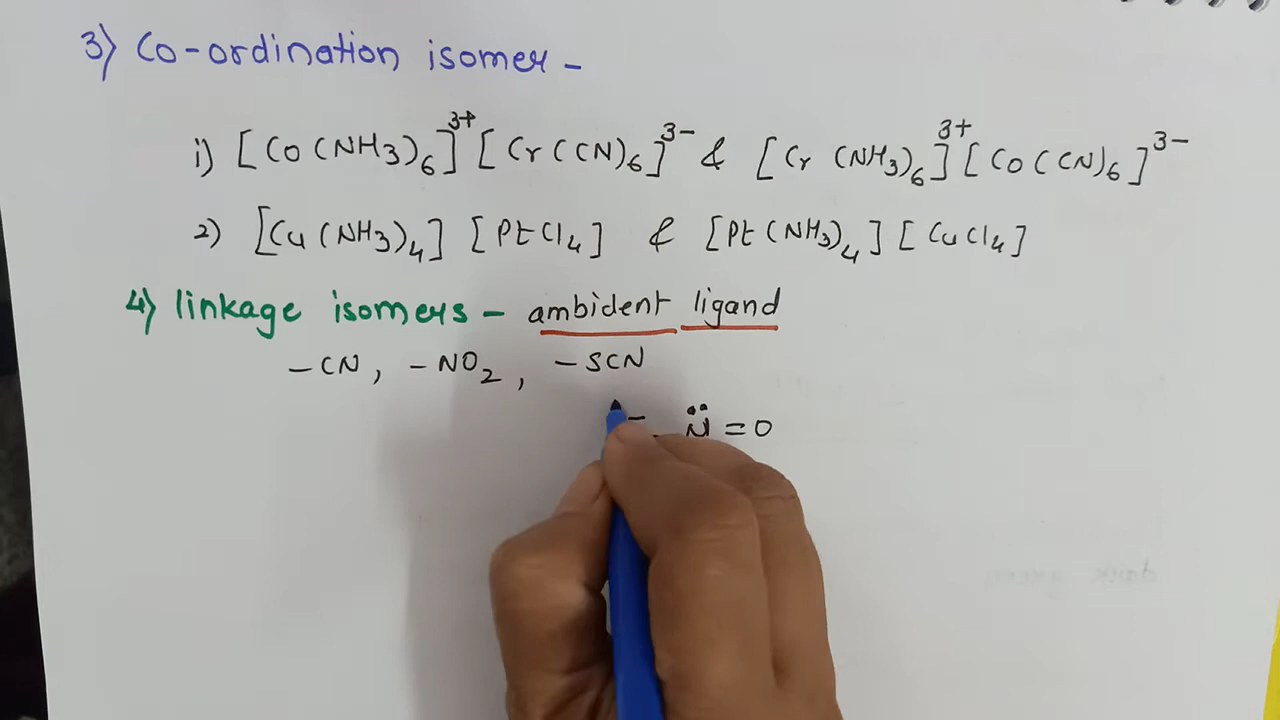 3) Co-ordination isomer -
i) [Co(NH3)6]3+ [Cr(CN)6]3- & [Cr(NH3)6]3+ [Co(CN)6]3-
2) [Cu(NH3)4] [PtCl4] & [Pt(NH3)4] [CuCl4]
4) linkage isomers - ambident ligand
-CN, -NO2, -SCN
- N̈=O